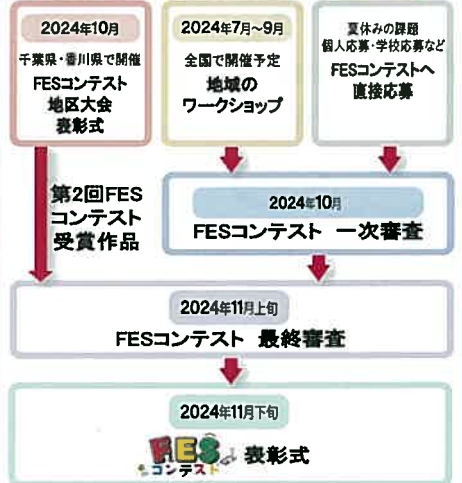 2024年10月
千葉県・香川県で開催
FESコンテスト
地区大会
表彰式
2024年7月~9月
全国で開催予定
地域の
ワークショップ
夏休みの課題
個人応募・学校応募など
FESコンテストへ
直接応募
第2回FES
コンテスト
受賞作品
2024年10月
FESコンテスト 一次審査
2024年11月上旬
FESコンテスト 最終審査
2024年11月下旬
FES
コンテスト
表彰式